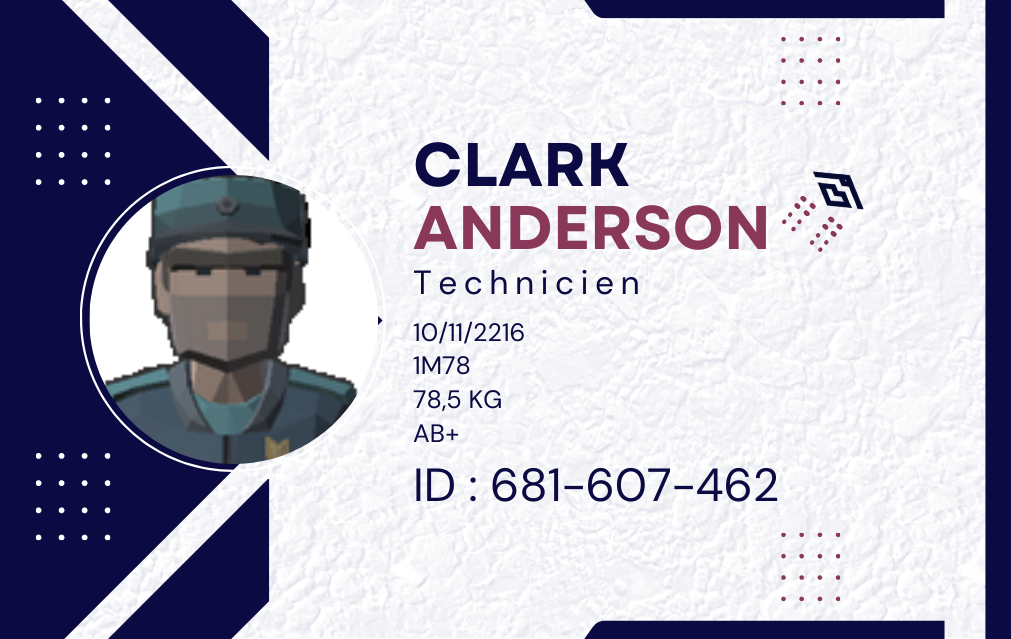 CLARK
ANDERSON
Technicien
10/11/2216
1M78
78,5 KG
AB+
ID : 681-607-462